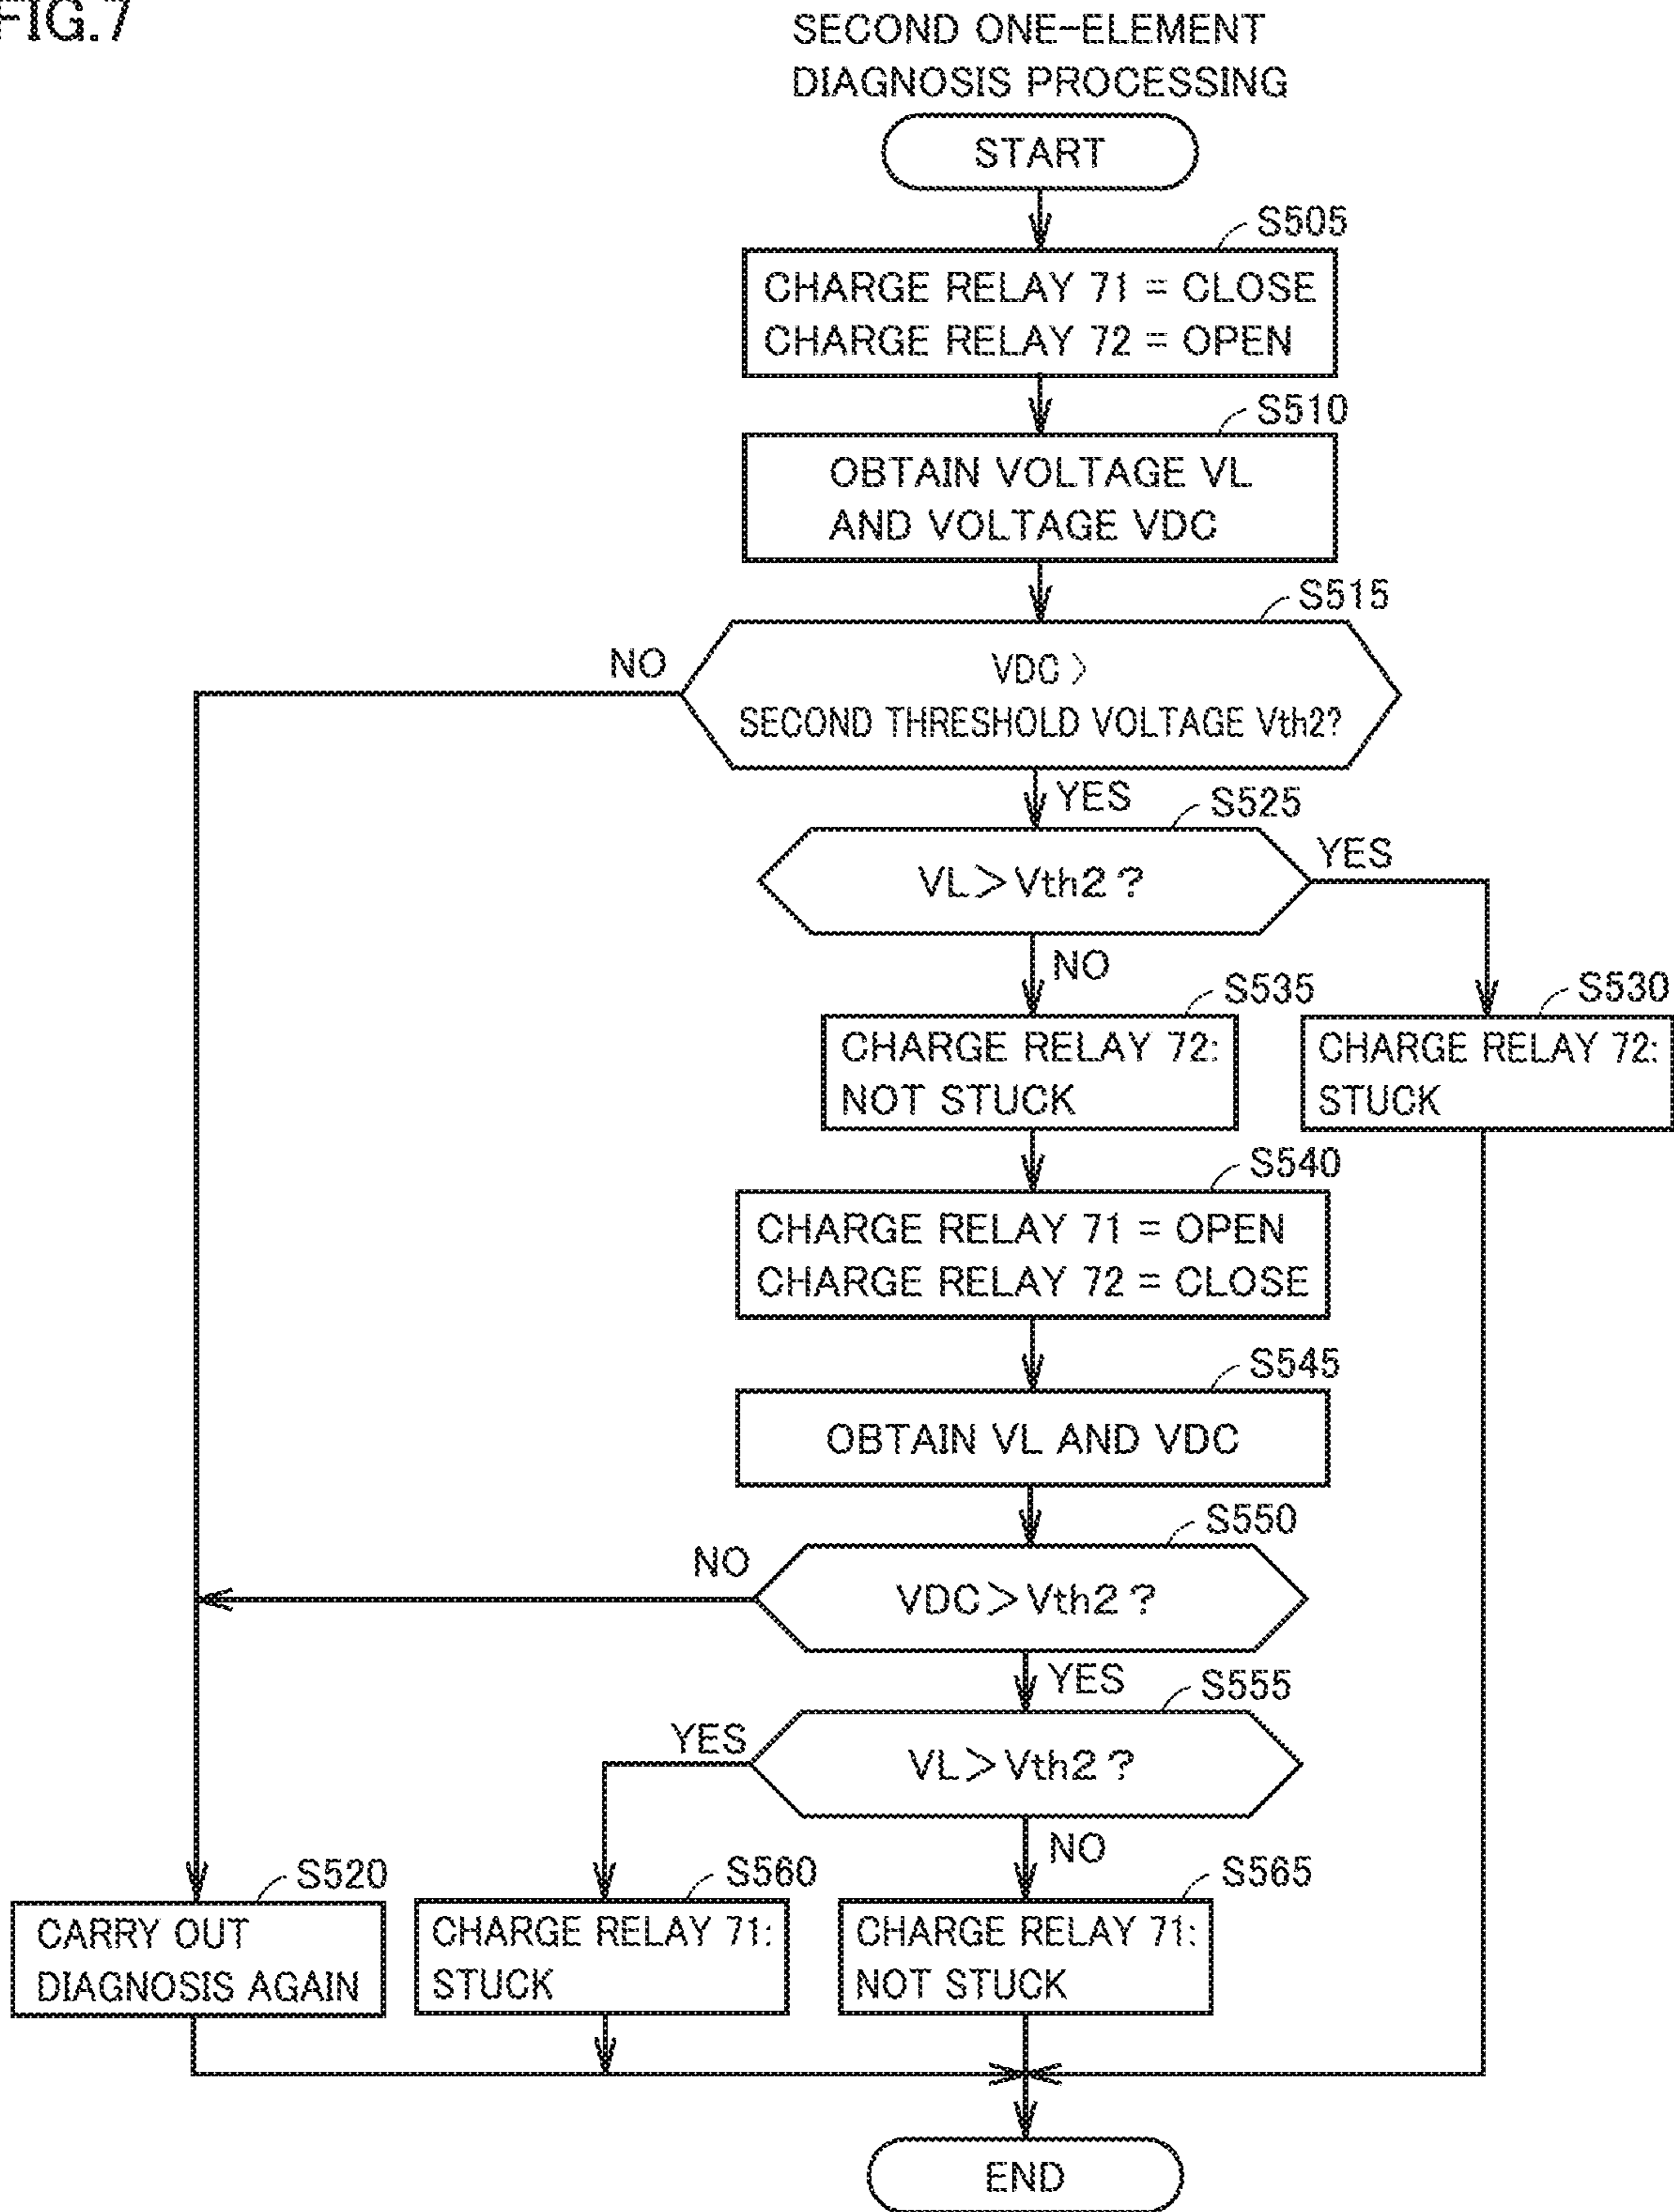 FIG.7
SECOND ONE-ELEMENT
DIAGNOSIS PROCESSING
START
S505
CHARGE RELAY 71 = CLOSE
CHARGE RELAY 72 = OPEN
S510
OBTAIN VOLTAGE VL
AND VOLTAGE VDC
S515
NO
VDC >
SECOND THRESHOLD VOLTAGE Vth2?
YES
S525
VL>Vth2?
YES
NO
S535
CHARGE RELAY 72:
NOT STUCK
S530
CHARGE RELAY 72:
STUCK
S540
CHARGE RELAY 71 = OPEN
CHARGE RELAY 72 = CLOSE
S545
OBTAIN VL AND VDC
S550
NO
VDC>Vth2?
YES
S555
YES
VL>Vth2?
NO
S520
CARRY OUT
DIAGNOSIS AGAIN
S560
CHARGE RELAY 71:
STUCK
S565
CHARGE RELAY 71:
NOT STUCK
END